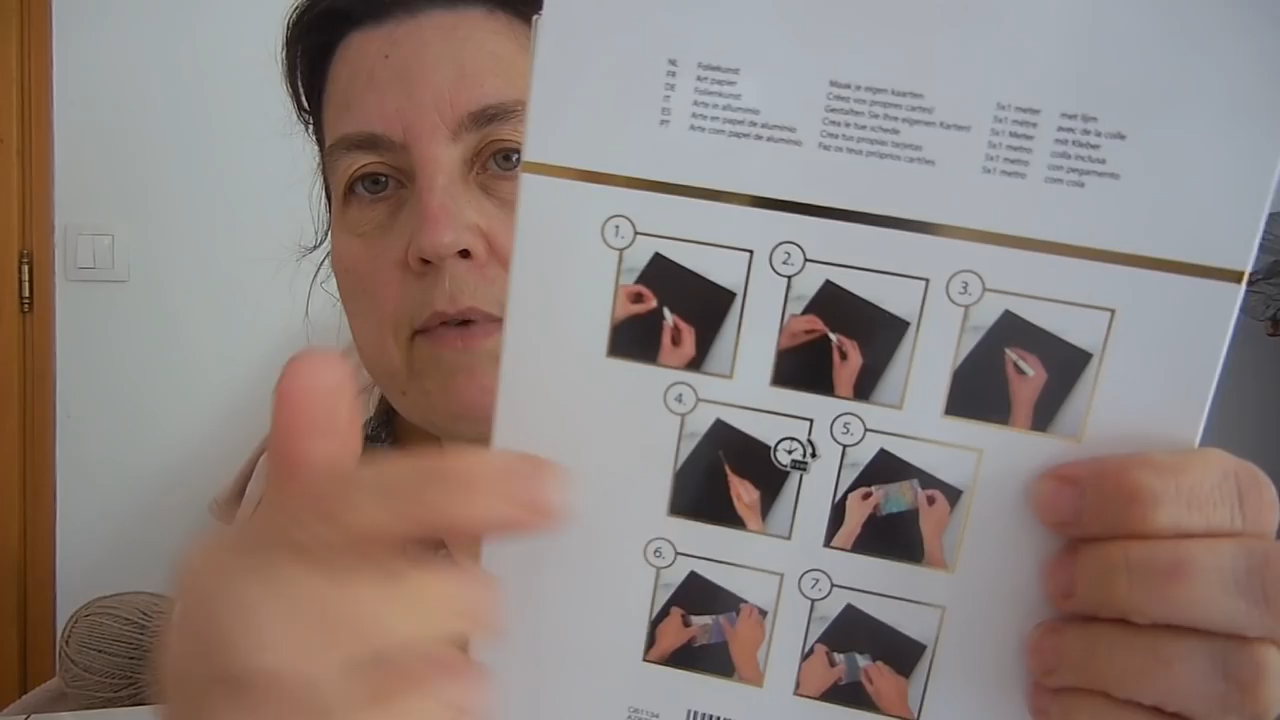 NL Foliekunst Maak je eigen kaarten 5x1 meter met lijm
FR Art papier Créez vos propres cartes! 5x1 mètre avec de la colle
DE Folienkunst Gestalten Sie Ihre eigenen Karten! 5x1 Meter mit Kleber
IT Arte in alluminio Crea le tue schede 5x1 metro colla inclusa
ES Arte en papel de aluminio Crea tus propias tarjetas 5x1 metro con pegamento
PT Arte com papel de alumínio Faz os teus próprios cartões 5x1 metro com cola
1.
2.
3.
4.
5.
6.
7.